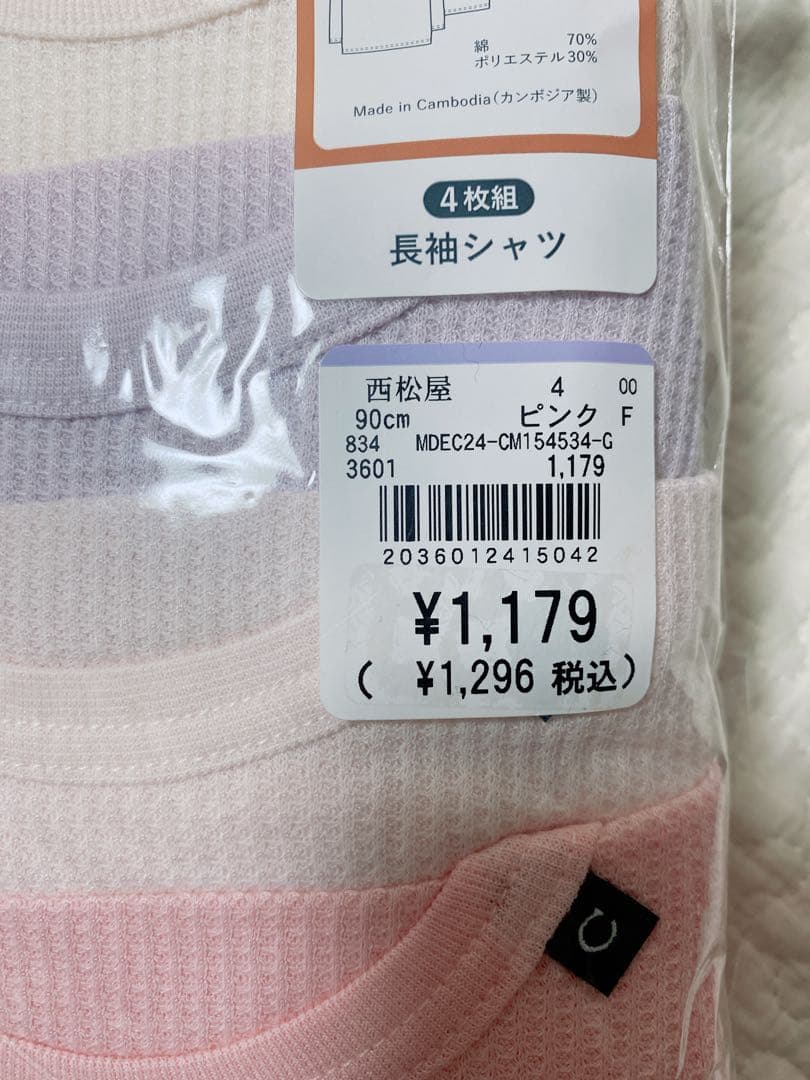 綿 70%
ポリエステル30%
Made in Cambodia(カンボジア製)
4枚組
長袖シャツ
西松屋 4 00
90cm ピンク F
834 MDEC24-CM154534-G
3601 1,179
2036012415042
¥1,179
( ¥1,296 税込)